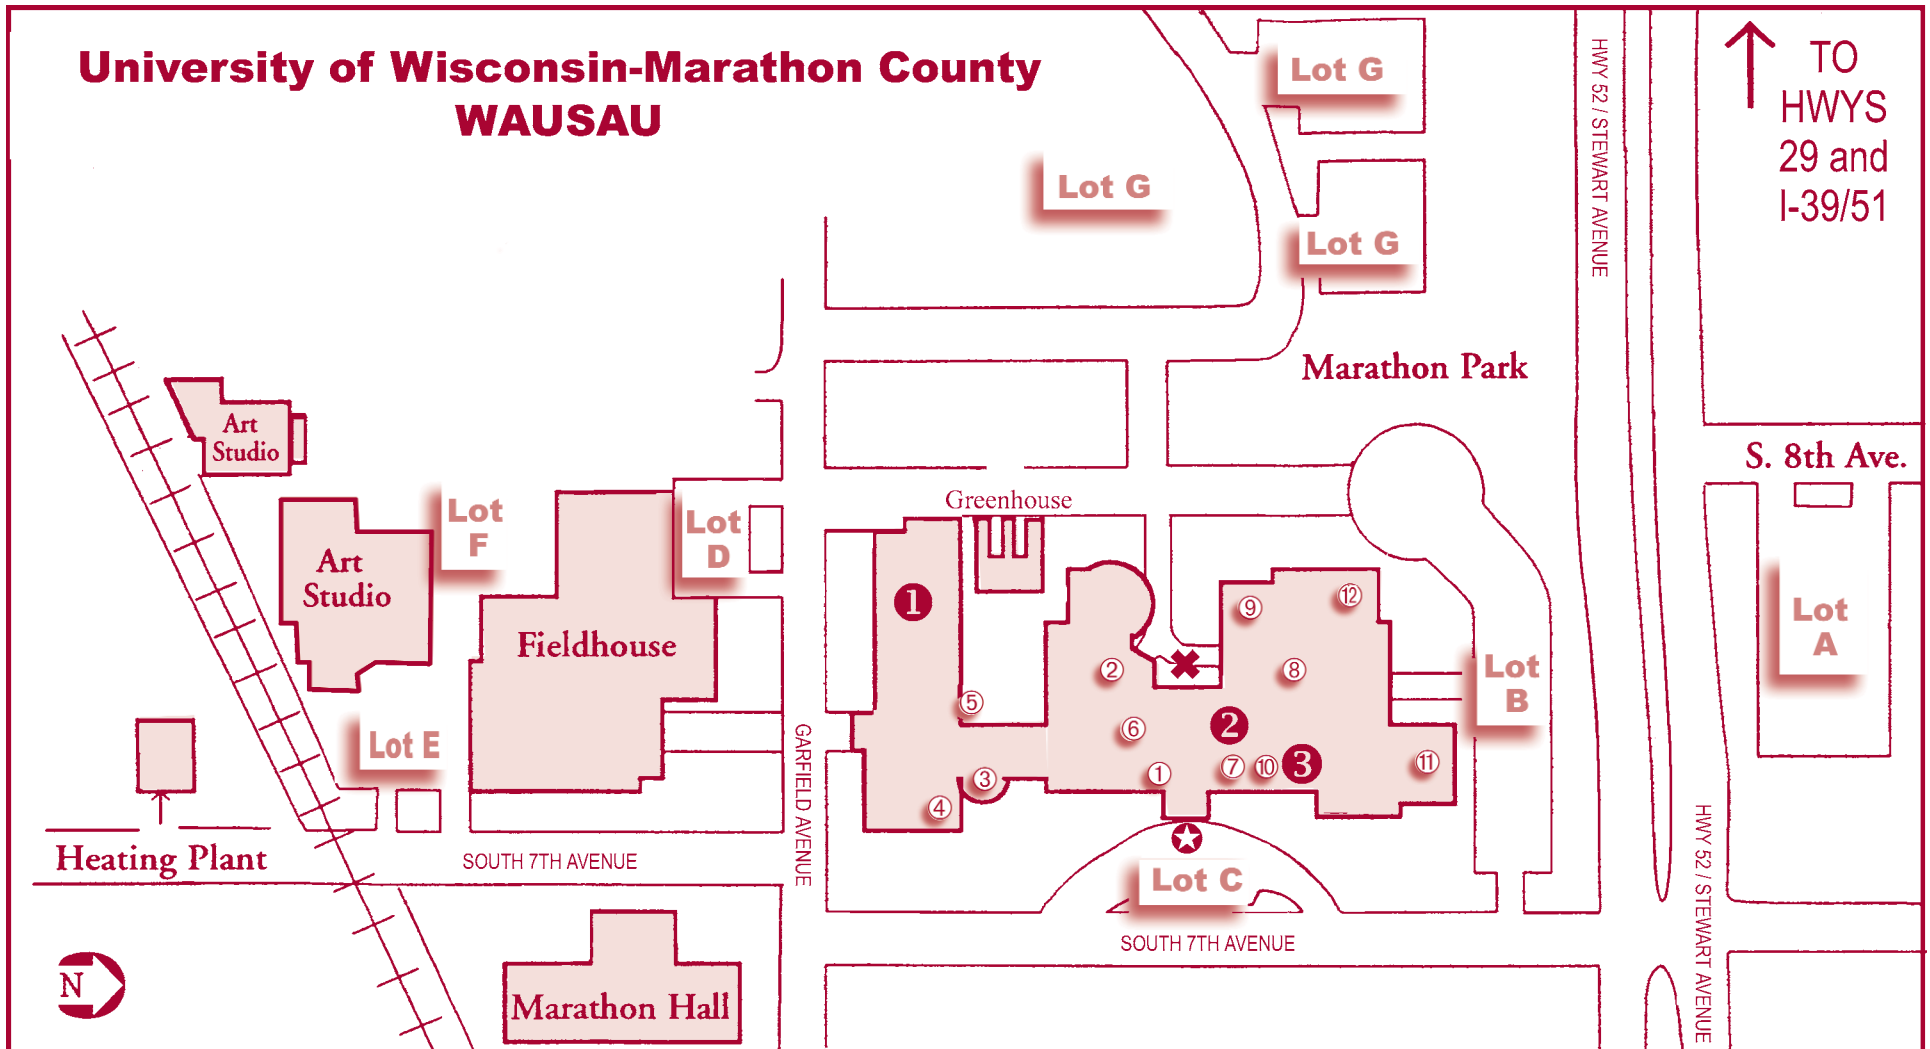 University of Wisconsin-Marathon County
WAUSAU
Lot G
Lot G
Lot G
HWY 52 / STEWART AVENUE
TO
HWYS
29 and
I-39/51
Marathon Park
S. 8th Ave.
Art
Studio
Art
Studio
Lot
F
Fieldhouse
Lot
D
Greenhouse
❶
⑤
④
③
②
⑥
①
❷
⑦
⑩
❸
⑨
⑫
⑧
⑪
Lot
B
Lot
A
Lot E
GARFIELD AVENUE
Heating Plant
SOUTH 7TH AVENUE
Lot C
SOUTH 7TH AVENUE
HWY 52 / STEWART AVENUE
N
Marathon Hall